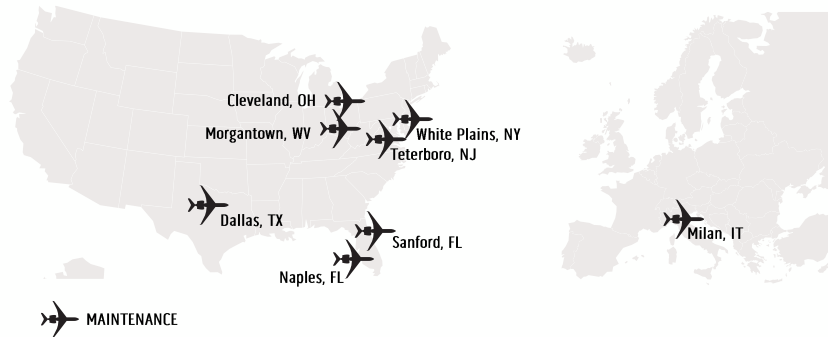 Cleveland, OH
Morgantown, WV
White Plains, NY
Teterboro, NJ
Dallas, TX
Sanford, FL
Naples, FL
Milan, IT
MAINTENANCE